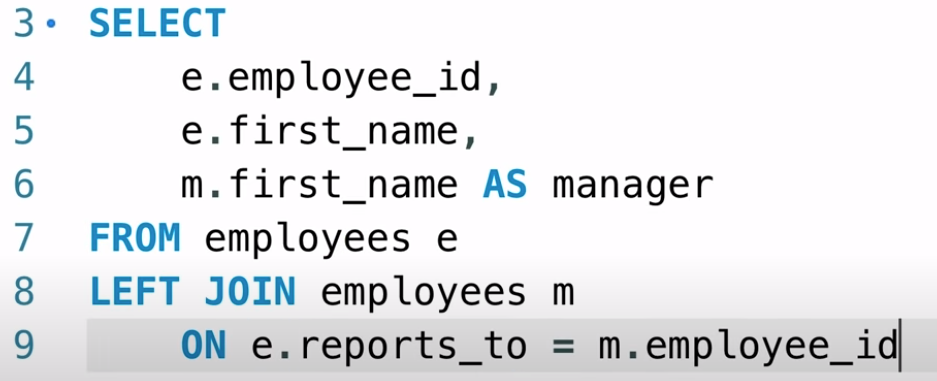 3 SELECT
4 e.employee_id,
5 e.first_name,
6 m.first_name AS manager
7 FROM employees e
8 LEFT JOIN employees m
9 ON e.reports_to = m.employee_id